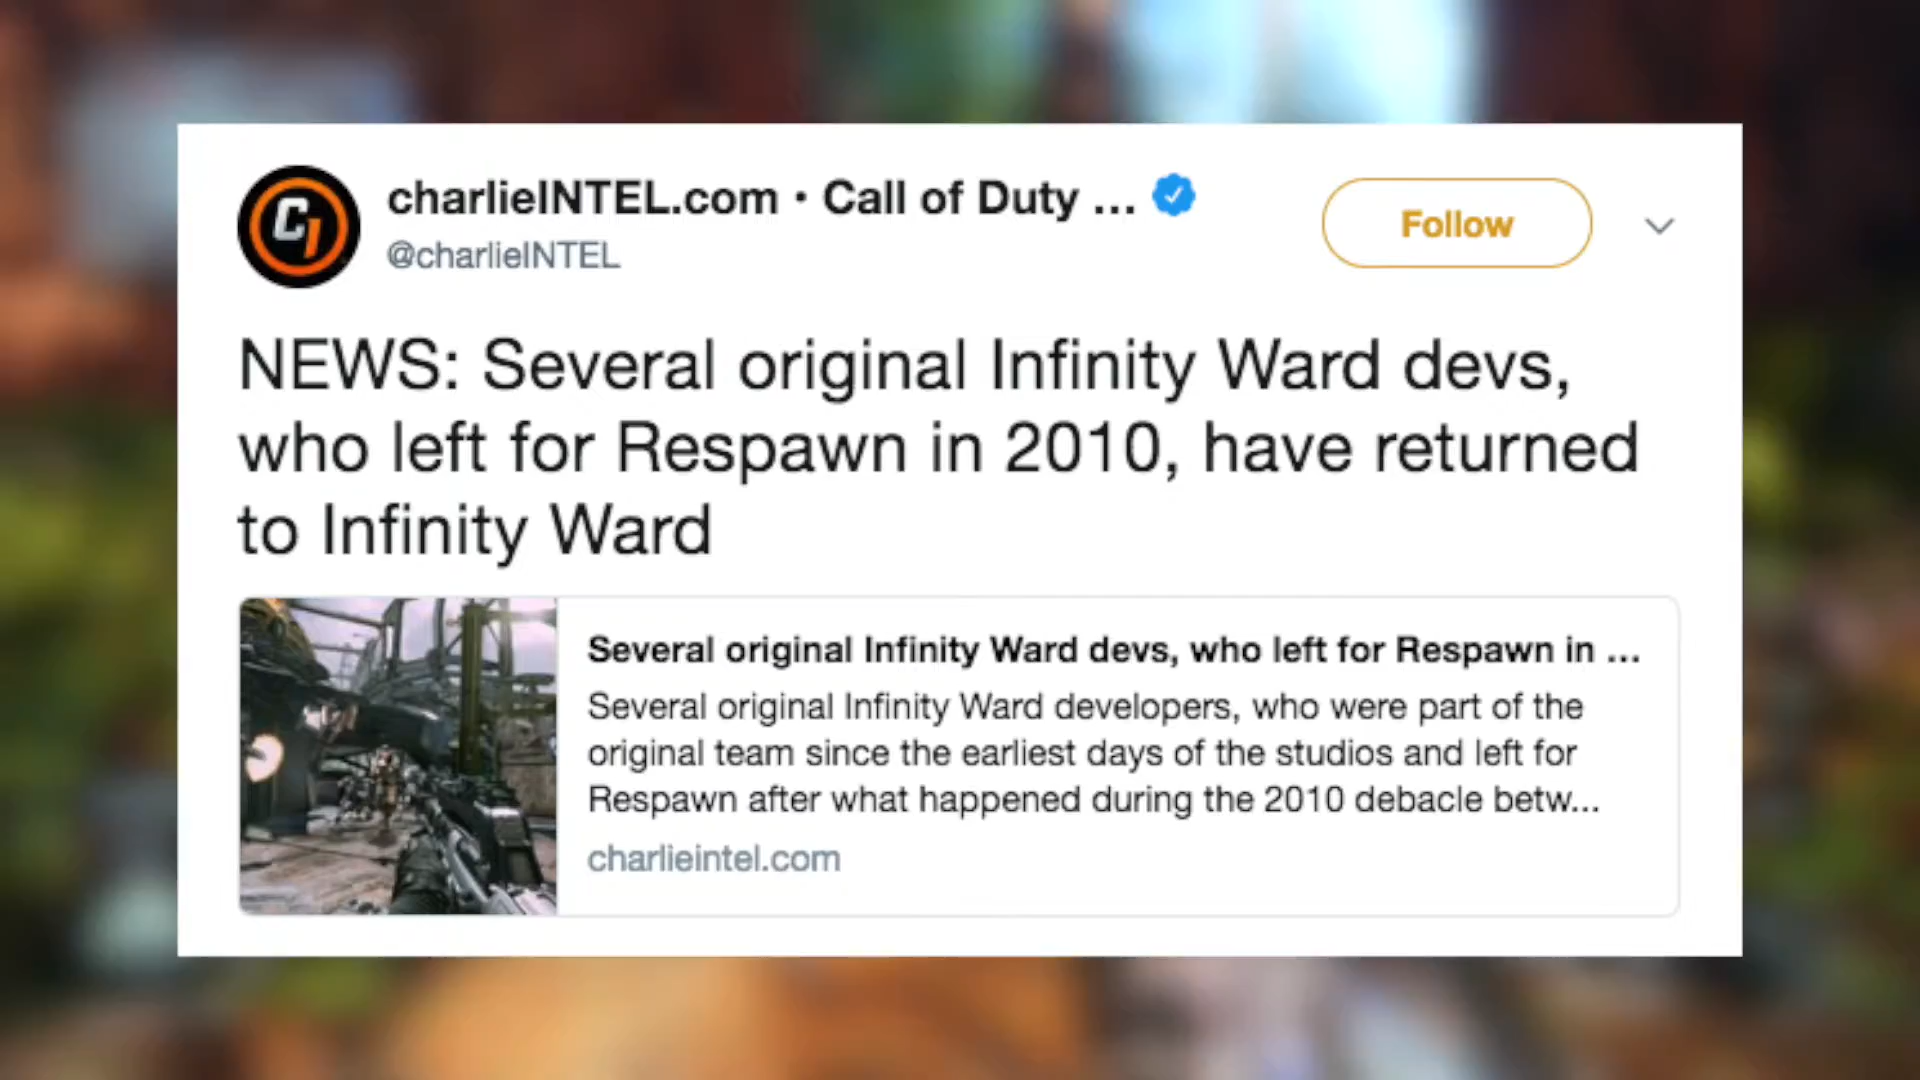 charlieINTEL.com • Call of Duty ...
@charlieINTEL
Follow
NEWS: Several original Infinity Ward devs,
who left for Respawn in 2010, have returned
to Infinity Ward
Several original Infinity Ward devs, who left for Respawn in ...
Several original Infinity Ward developers, who were part of the
original team since the earliest days of the studios and left for
Respawn after what happened during the 2010 debacle betw...
charlieintel.com